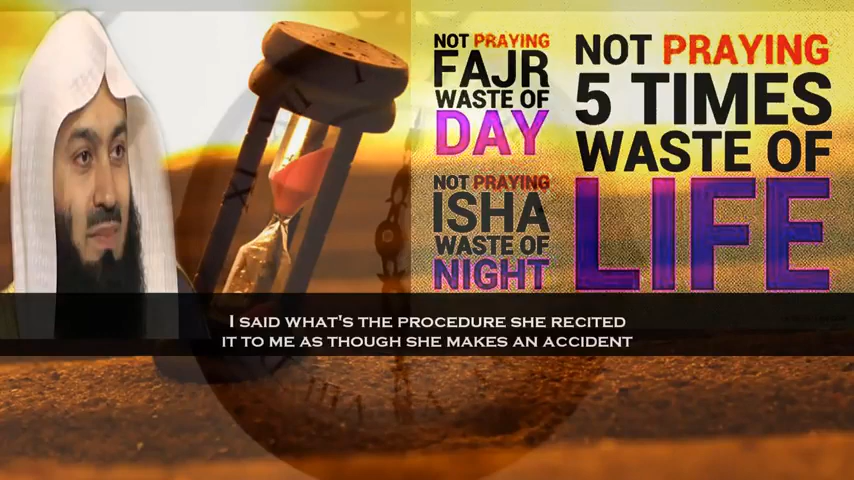 NOT PRAYING
FAJR
WASTE OF
DAY
NOT PRAYING
ISHA
WASTE OF
NIGHT
NOT PRAYING
5 TIMES
WASTE OF
LIFE
I SAID WHAT'S THE PROCEDURE SHE RECITED
IT TO ME AS THOUGH SHE MAKES AN ACCIDENT